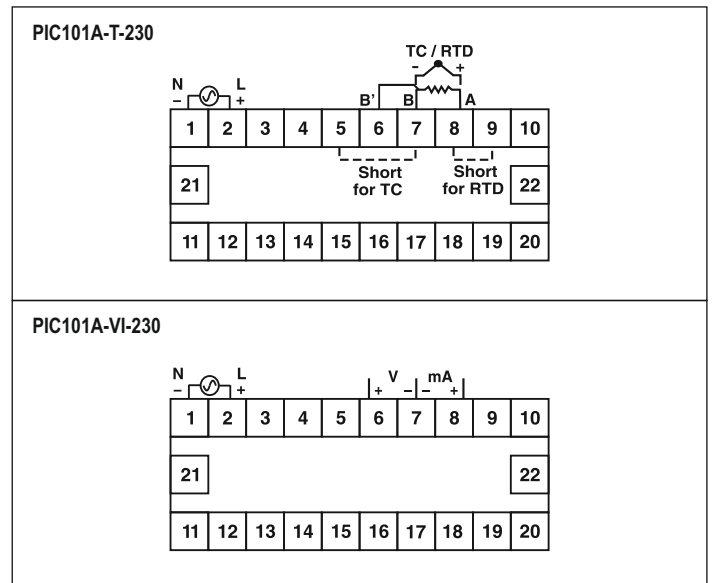 PIC101A-T-230
TC / RTD
- +
N L
- +
B' B A
1 2 3 4 5 6 7 8 9 10
Short for TC
Short for RTD
21 22
11 12 13 14 15 16 17 18 19 20
PIC101A-VI-230
N L
- +
V mA
+ - - +
1 2 3 4 5 6 7 8 9 10
21 22
11 12 13 14 15 16 17 18 19 20